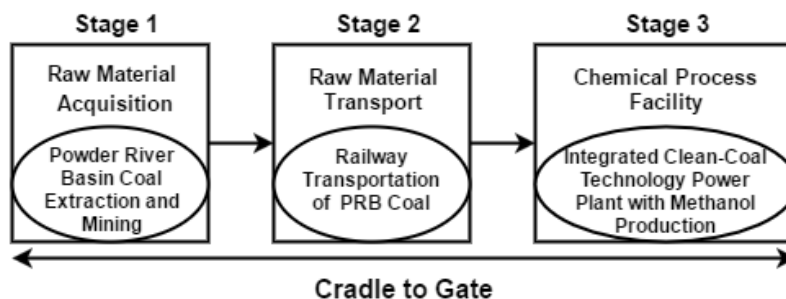 Stage 1
Stage 2
Stage 3
Raw Material
Acquisition
Powder River
Basin Coal
Extraction and
Mining
Raw Material
Transport
Railway
Transportation
of PRB Coal
Chemical Process
Facility
Integrated Clean-Coal
Technology Power
Plant with Methanol
Production
Cradle to Gate